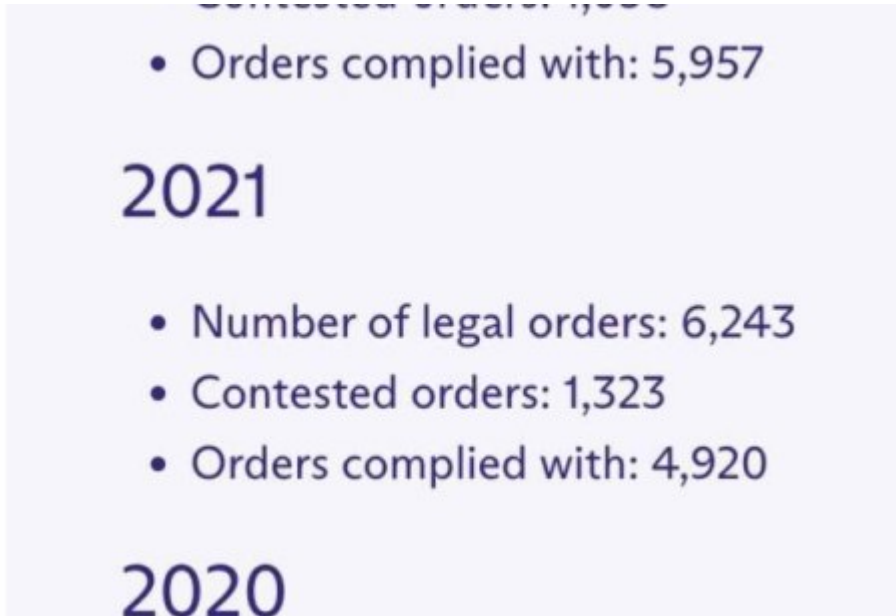 Orders complied with: 5,957
2021
Number of legal orders: 6,243
Contested orders: 1,323
Orders complied with: 4,920
2020